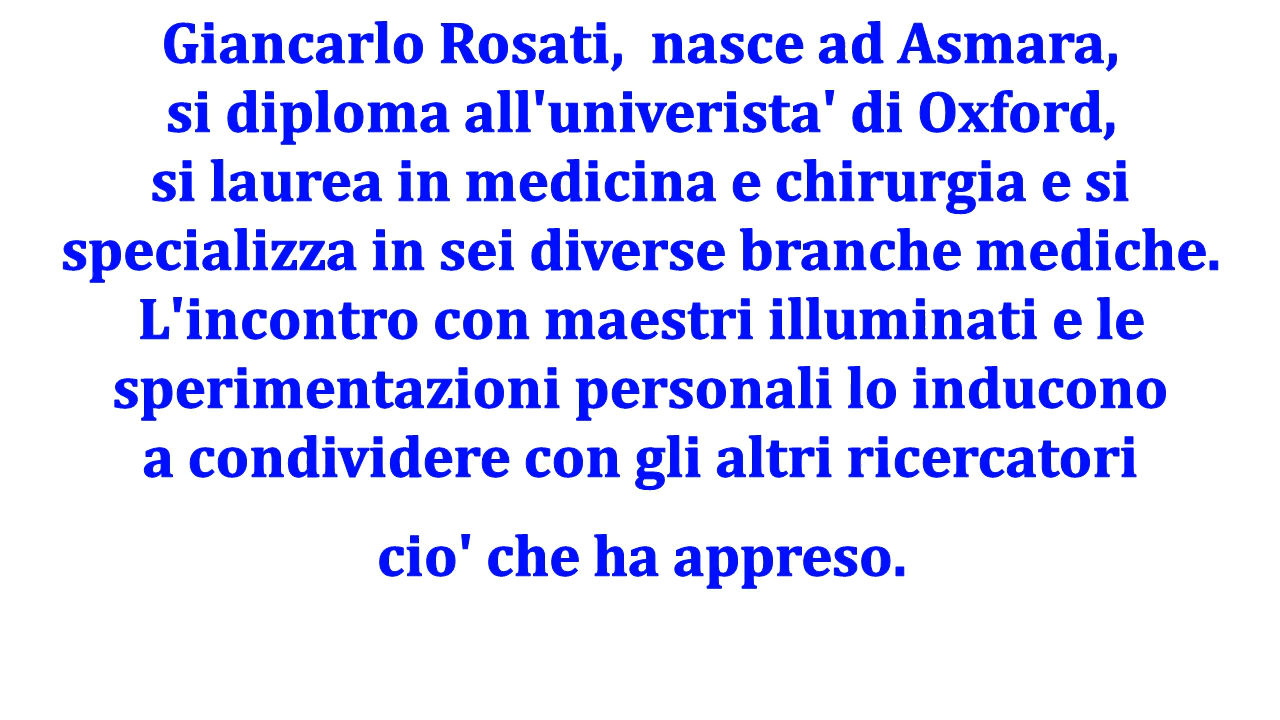 Giancarlo Rosati,  nasce ad Asmara,
si diploma all'univerista' di Oxford,
si laurea in medicina e chirurgia e si
specializza in sei diverse branche mediche.
L'incontro con maestri illuminati e le
sperimentazioni personali lo inducono
a condividere con gli altri ricercatori
cio' che ha appreso.